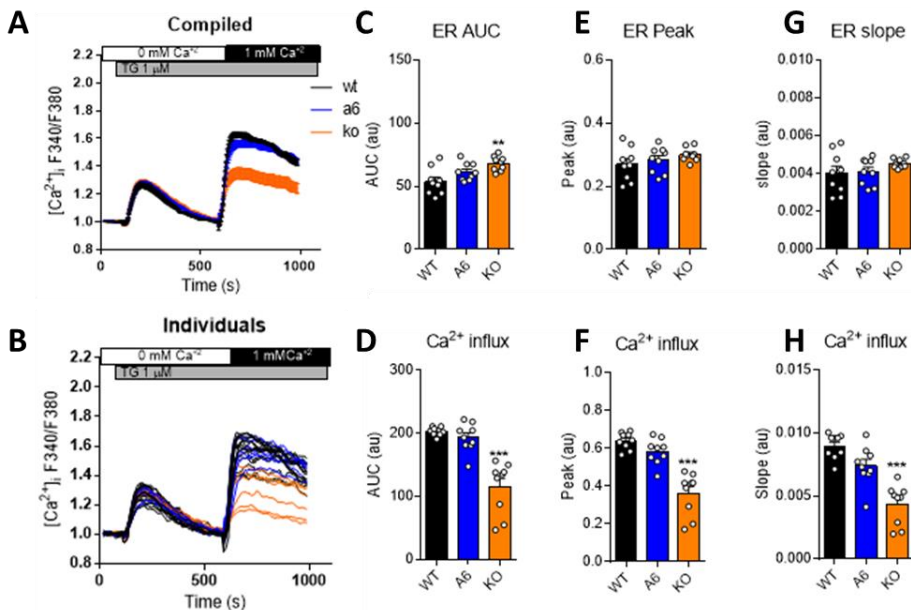 A
Compiled
2.2
2.0
1.8
1.6
1.4
1.2
1.0
0.8
0 mM Ca⁺²
1 mM Ca⁺²
TG 1 µM
wt
a6
ko
[Ca²⁺]ᵢ F340/F380
0
500
1000
Time (s)
B
Individuals
2.2
2.0
1.8
1.6
1.4
1.2
1.0
0.8
0 mM Ca⁺²
1 mMCa⁺²
TG 1 µM
[Ca²⁺]ᵢ F340/F380
0
500
1000
Time (s)
C
ER AUC
AUC (au)
150
100
50
0
**
WT
A6
KO
D
Ca²⁺ influx
AUC (au)
300
200
100
0
***
WT
A6
KO
E
ER Peak
Peak (au)
0.6
0.4
0.2
0.0
WT
A6
KO
F
Ca²⁺ influx
Peak (au)
1.0
0.8
0.6
0.4
0.2
0.0
***
WT
A6
KO
G
ER slope
slope (au)
0.010
0.008
0.006
0.004
0.002
0.000
WT
A6
KO
H
Ca²⁺ influx
Slope (au)
0.015
0.010
0.005
0.000
***
WT
A6
KO